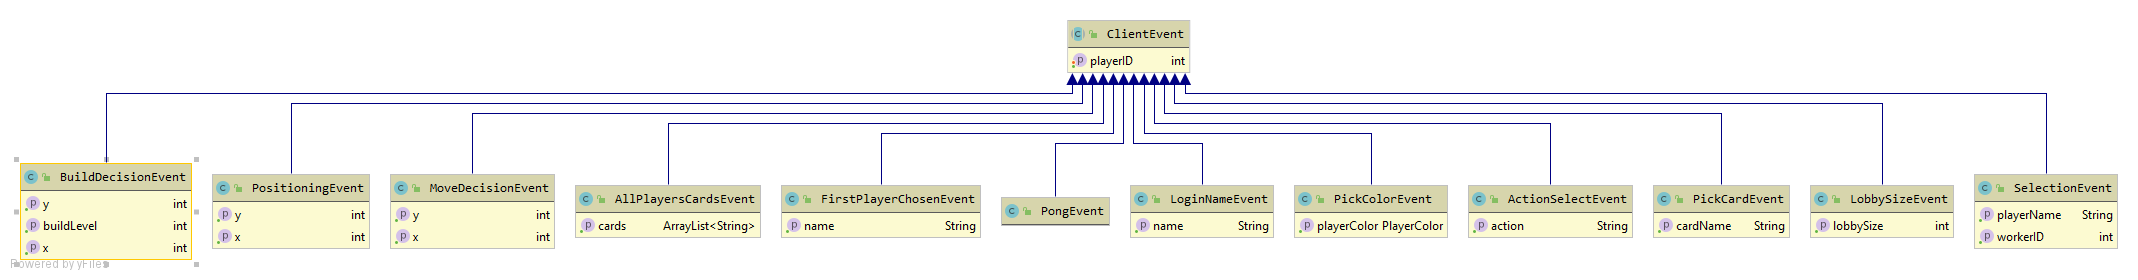 ClientEvent
playerID int
BuildDecisionEvent
y int
buildLevel int
x int
PositioningEvent
y int
x int
MoveDecisionEvent
y int
x int
AllPlayersCardsEvent
cards ArrayList<String>
FirstPlayerChosenEvent
name String
PongEvent
LoginNameEvent
name String
PickColorEvent
playerColor PlayerColor
ActionSelectEvent
action String
PickCardEvent
cardName String
LobbySizeEvent
lobbySize int
SelectionEvent
playerName String
workerID int
Powered by yFiles